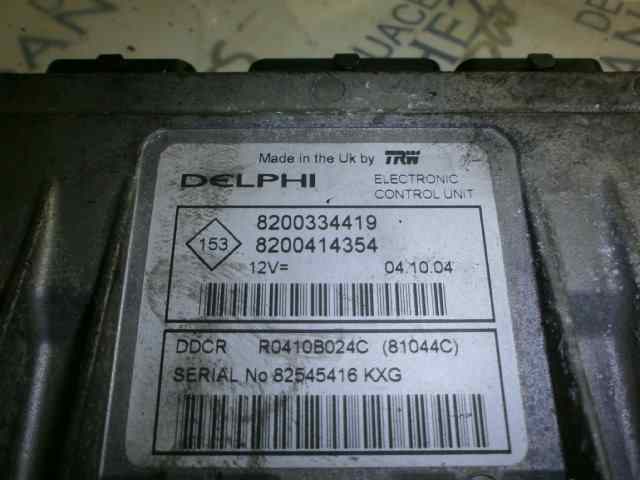 Made in the Uk by TRW
DELPHI
ELECTRONIC
CONTROL UNIT
153
8200334419
8200414354
12V=
04.10.04
DDCR R0410B024C (81044C)
SERIAL No 82545416 KXG